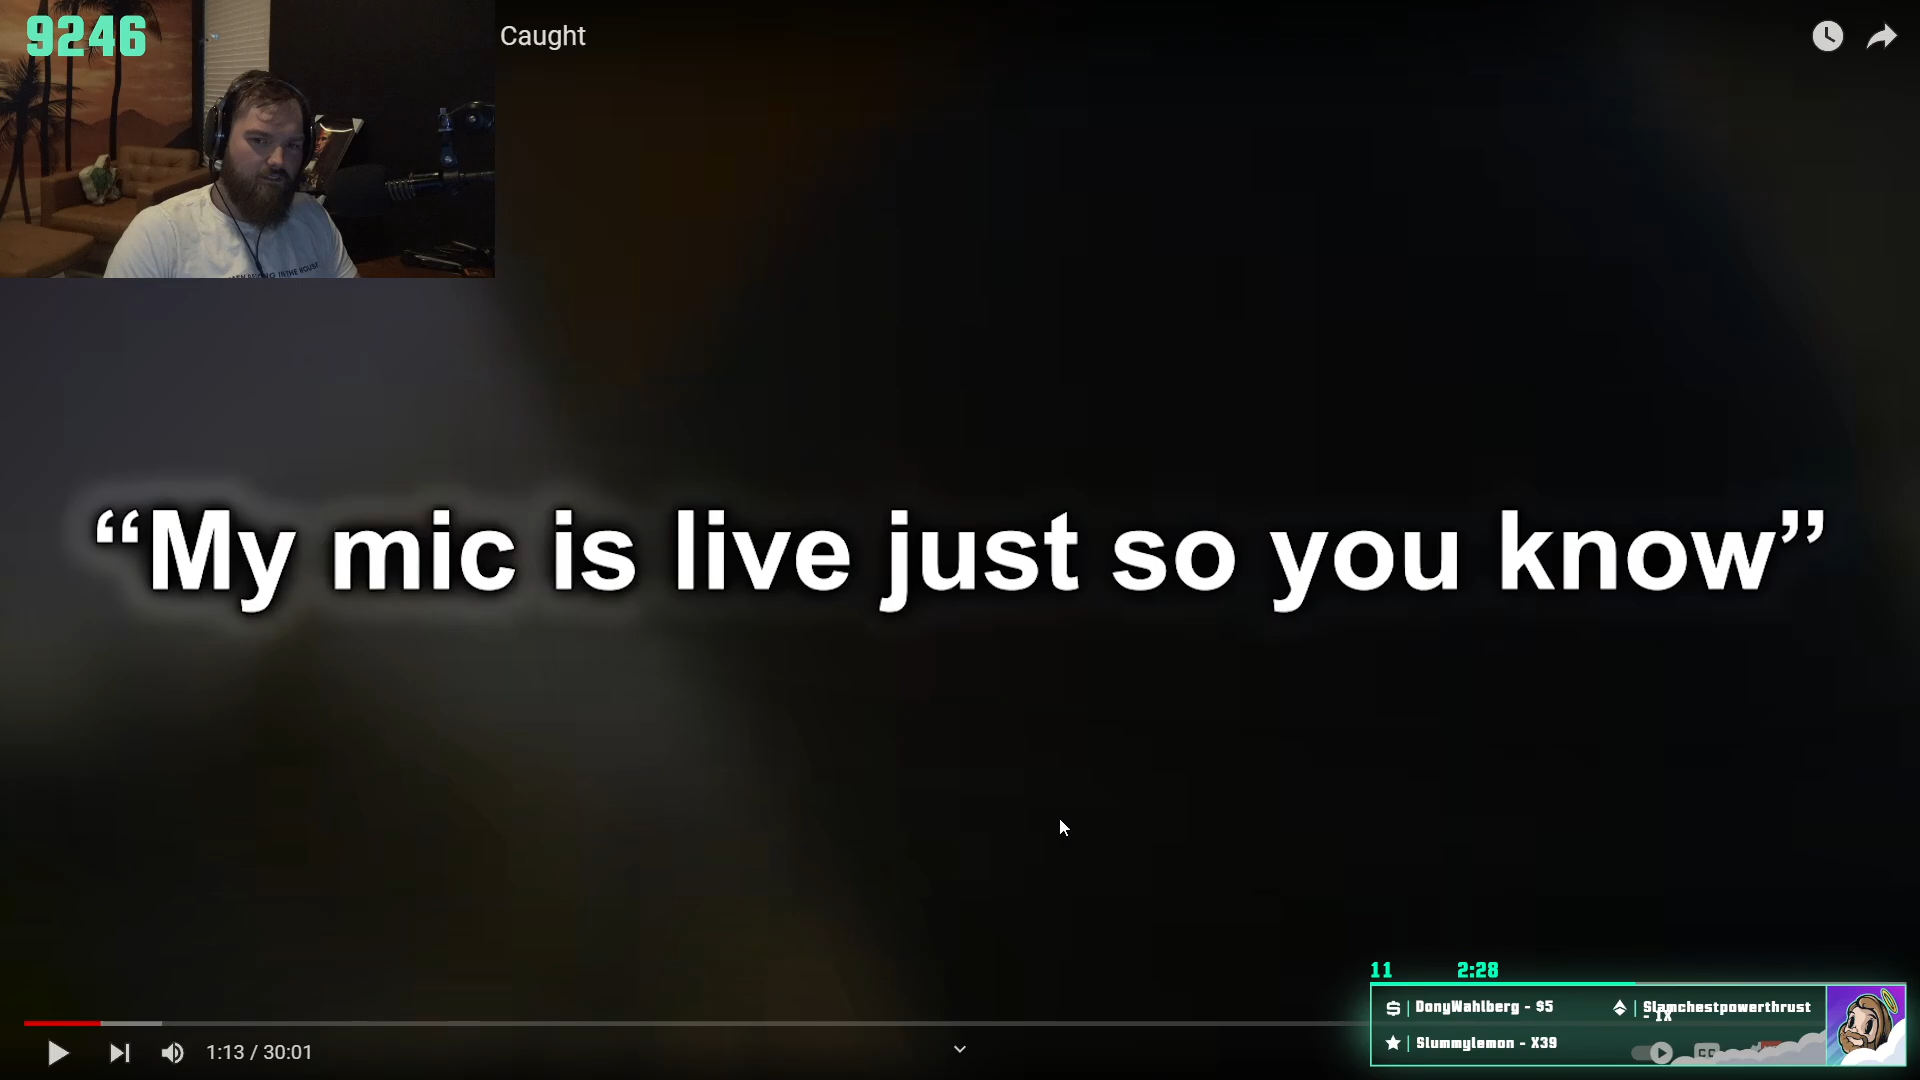 9246
Caught
“My mic is live just so you know”
11 2:28
DonyWahlberg - $5
Slamchestpowerthrust
- 1X
Slummylemon - X39
1:13 / 30:01